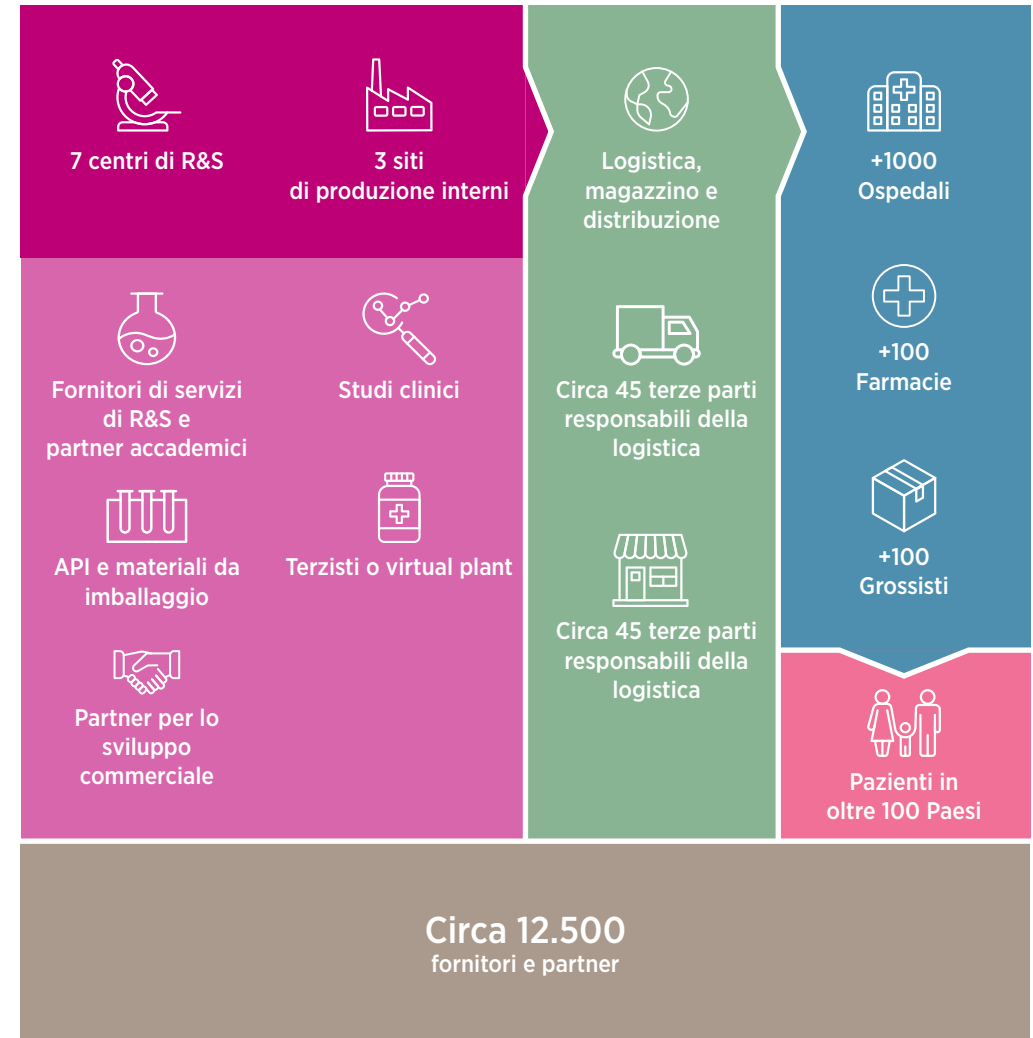 7 centri di R&S
3 siti
di produzione interni
Fornitori di servizi
di R&S e
partner accademici
Studi clinici
API e materiali da
imballaggio
Terzisti o virtual plant
Partner per lo
sviluppo
commerciale
Logistica,
magazzino e
distribuzione
Circa 45 terze parti
responsabili della
logistica
Circa 45 terze parti
responsabili della
logistica
+1000
Ospedali
+100
Farmacie
+100
Grossisti
Pazienti in
oltre 100 Paesi
Circa 12.500
fornitori e partner